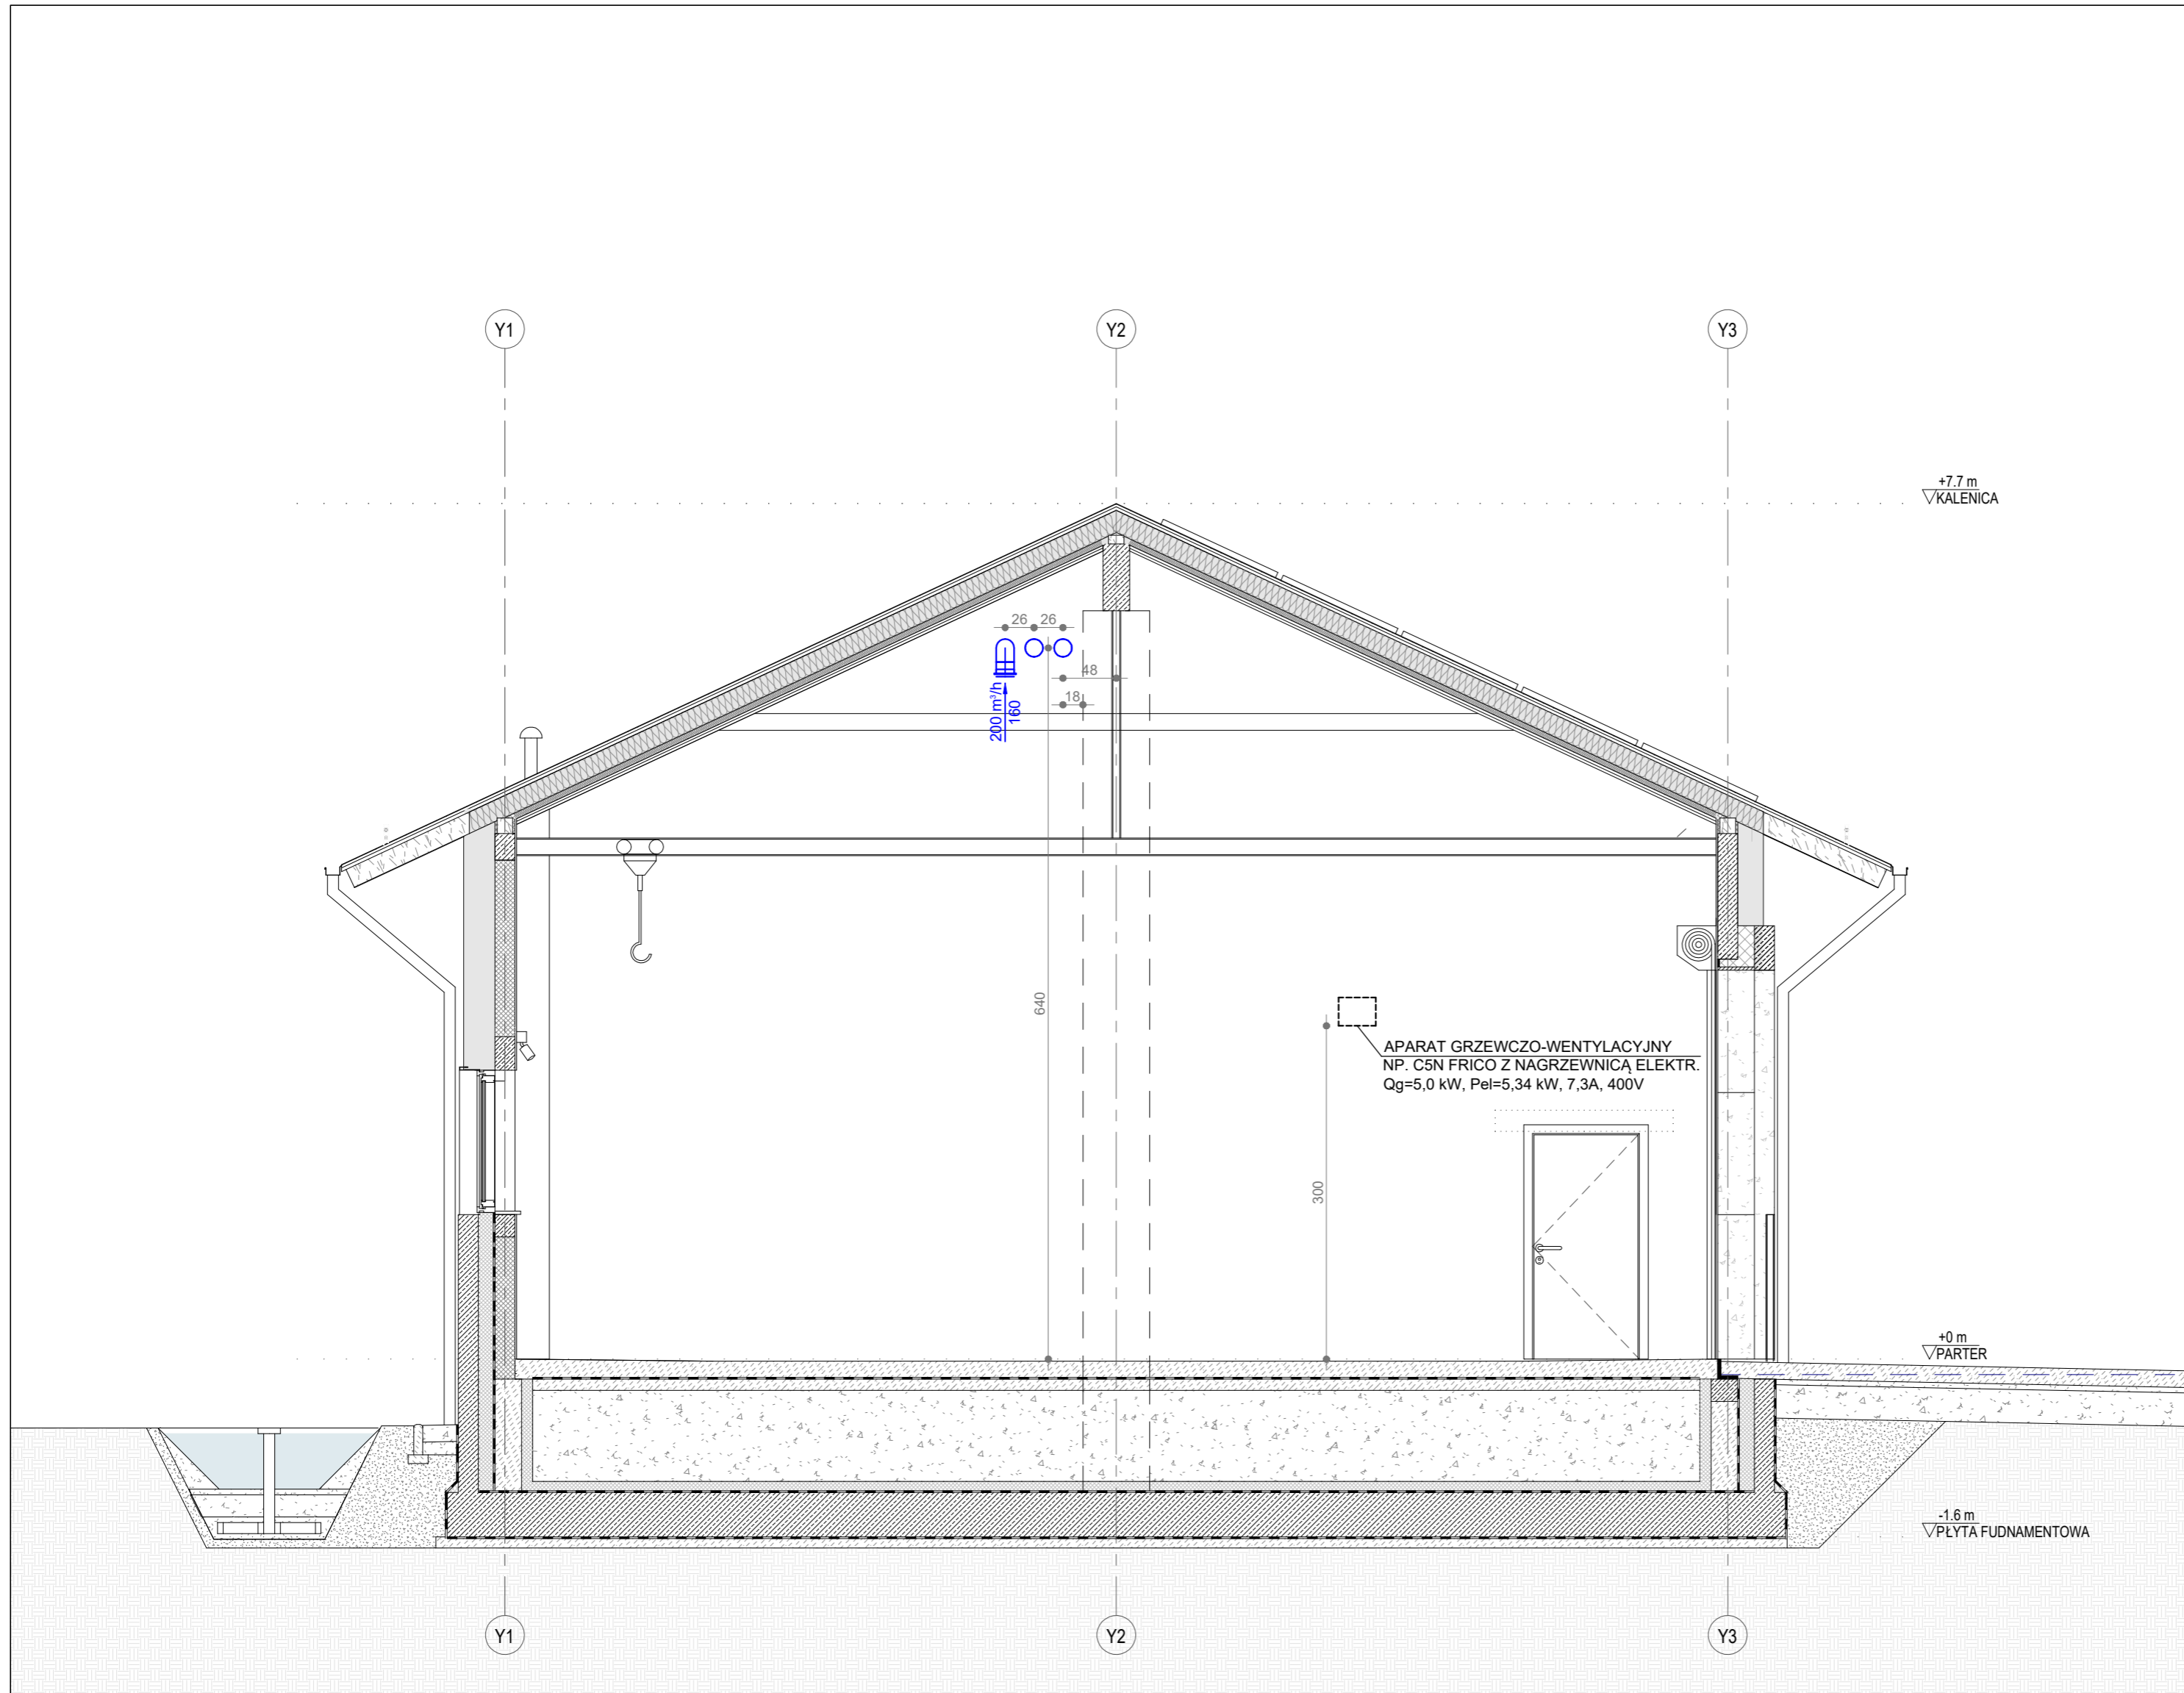 Y1
Y2
Y3
+7.7 m
KALENICA
26
26
48
18
200 m³/h
160
640
APARAT GRZEWCZO-WENTYLACYJNY
NP. C5N FRICO Z NAGRZEWNICĄ ELEKTR.
Qg=5,0 kW, Pel=5,34 kW, 7,3A, 400V
300
+0 m
PARTER
-1.6 m
PŁYTA FUDNAMENTOWA
Y1
Y2
Y3